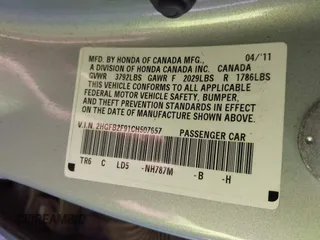 MFD. BY HONDA OF CANADA MFG., 04/'11
A DIVISION OF HONDA CANADA INC. CANADA
GVWR 3792LBS GAWR F 2029LBS R 1786LBS
THIS VEHICLE CONFORMS TO ALL APPLICABLE
FEDERAL MOTOR VEHICLE SAFETY, BUMPER,
AND THEFT PREVENTION STANDARDS IN EFFECT
ON THE DATE OF MANUFACTURE SHOWN ABOVE.
V.I.N. 2HGFB2F91CH507657
PASSENGER CAR
TR6 C LD5 -NH787M -B -H